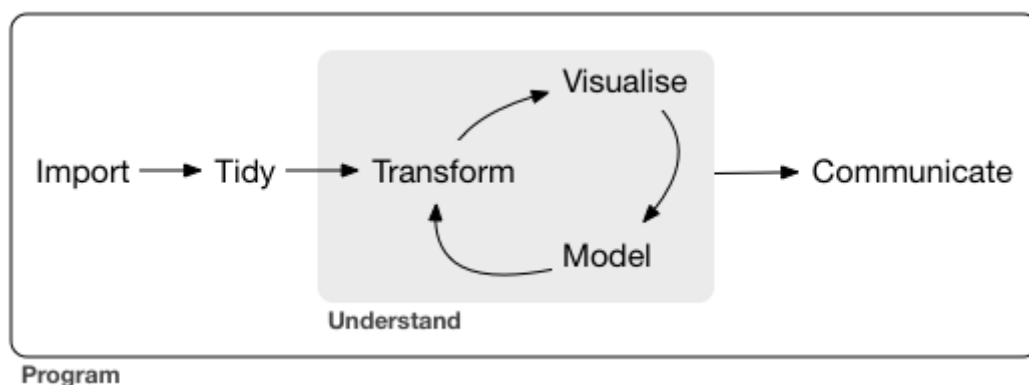 Visualise
Import Tidy Transform Communicate
Model
Understand
Program